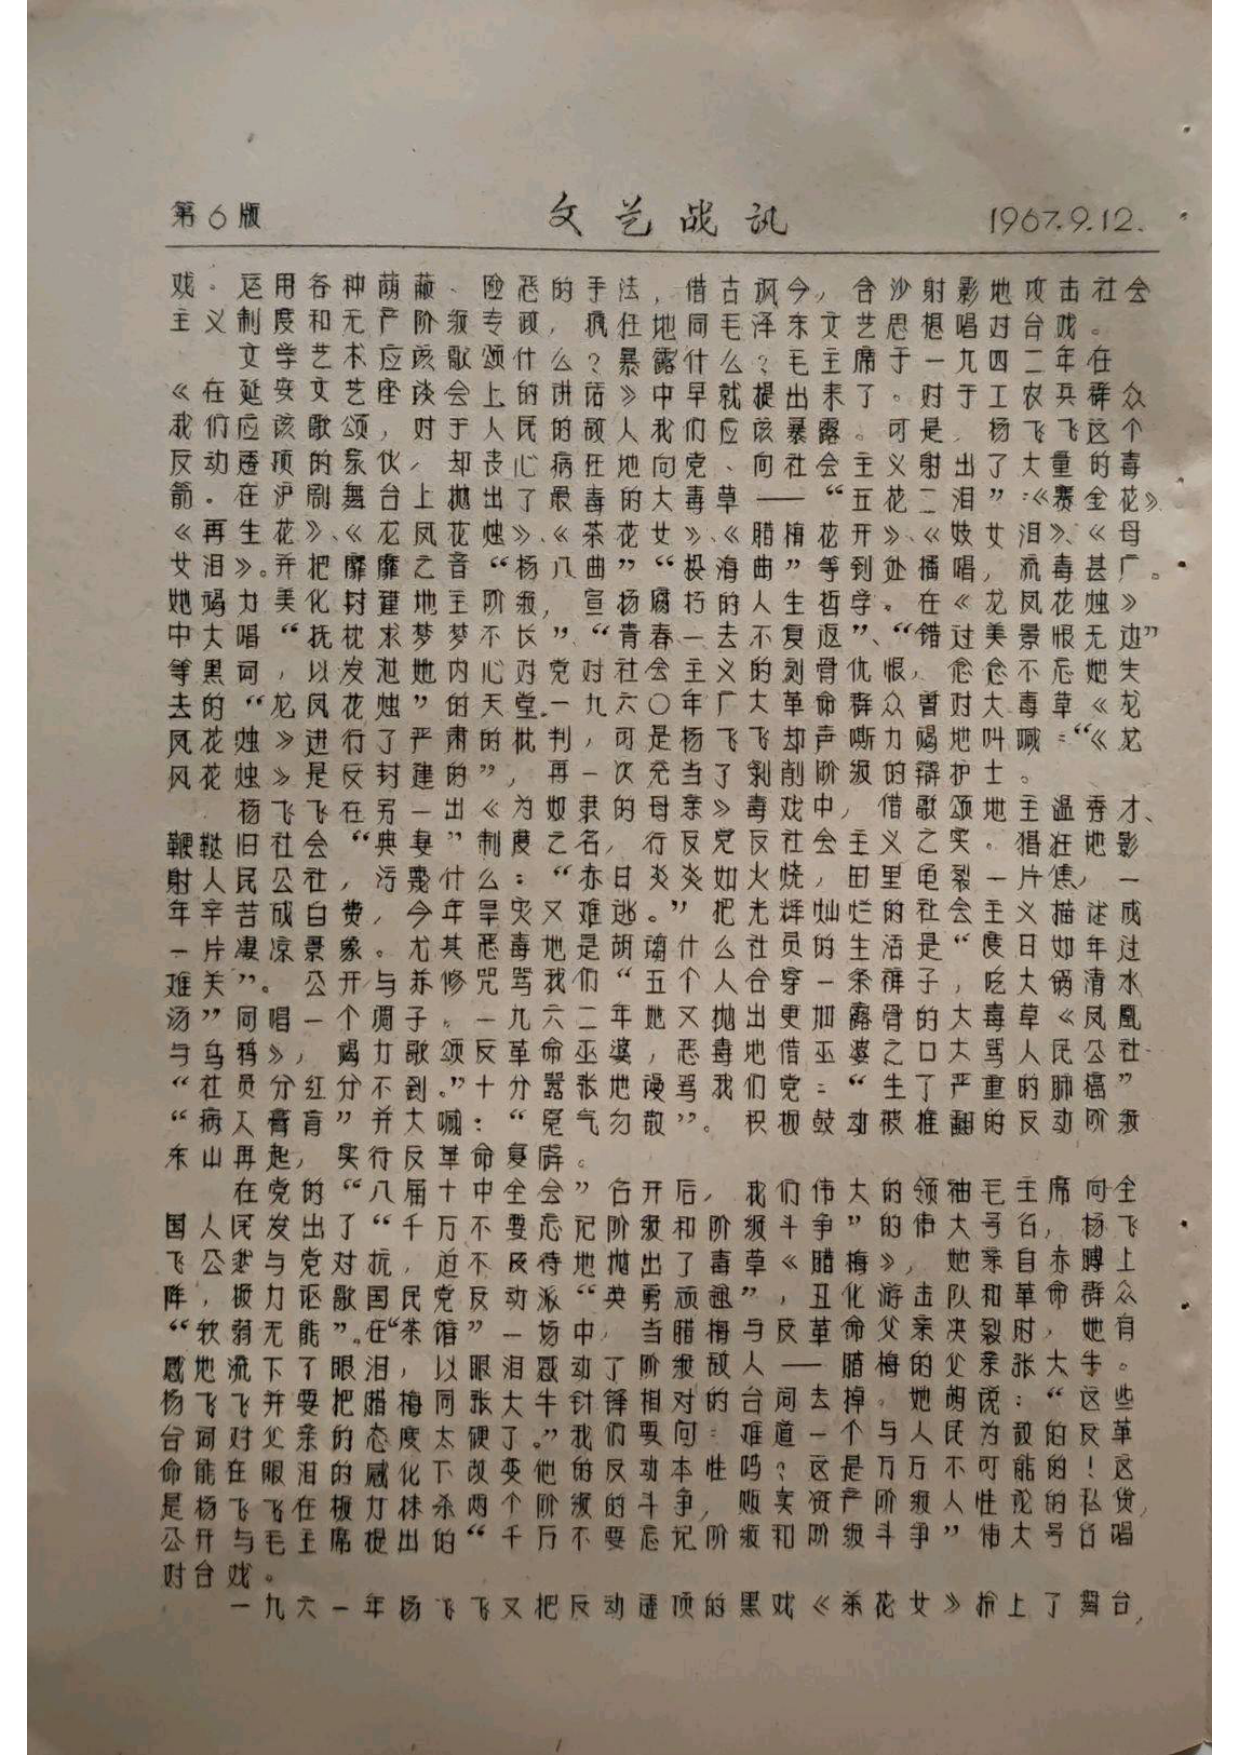 第6版 文艺战讯 1967.9.12.
戏。运用各种荫蔽、险恶的手法，借古讽今，含沙射影地攻击社会
主义制度和无产阶级专政，疯狂地同毛泽东文艺思想唱对台戏。
文学艺术应该歌颂什么？暴露什么？毛主席于一九四二年在
《在延安文艺座谈会上的讲话》中早就提出来了。对于工农兵群众
我们应该歌颂，对于人民的敌人我们应该暴露。可是，杨飞飞这个
反动透顶的家伙，却丧心病狂地向党、向社会主义射出了大量的毒
箭。在沪剧舞台上抛出了最毒的大毒草——“五花二泪”：《赛金花》
《再生花》、《龙凤花烛》、《茶花女》、《腊梅花开》、《妓女泪》、《母
女泪》。并把靡靡之音“杨八曲”“投海曲”等到处播唱，流毒甚广。
她竭力美化封建地主阶级，宣扬腐朽的人生哲学。在《龙凤花烛》
中大唱“抚枕求梦梦不长”、“青春一去不复返”、“错过美景恨无边”
等黑词，以发泄她内心对党对社会主义的刻骨仇恨，念念不忘她失
去的“龙凤花烛”的天堂。一九六〇年广大革命群众曾对大毒草《龙
凤花烛》进行了严肃的批判，可是杨飞飞却声嘶力竭地叫喊：“《龙
凤花烛》是反封建的”，再一次充当了剥削阶级的辩护士。
杨飞飞在另一出《为奴隶的母亲》毒戏中，借歌颂地主温秀才、
鞭挞旧社会“典妻”制度之名，行反党反社会主义之实。猖狂地影
射人民公社，污蔑什么：“赤日炎炎如火烧，田里龟裂一片焦，一
年辛苦成白费，今年旱灾又难逃。”把光辉灿烂的社会主义描述成
一片凄凉景象。尤其恶毒地是胡诌什么社员的生活是“度日如年过
难关”。公开与苏修咒骂我们“五个人合穿一条裤子，吃大锅清水
汤”同唱一个调子。一九六二年她又抛出更加露骨的大毒草《凤凰
与乌鸦》，竭力歌颂反革命巫婆，恶毒地借巫婆之口大骂人民公社
“社员分红分不到。”十分嚣张地谩骂我们党：“生了严重的肺癌”
“病入膏肓”并大喊：“冤气勿散”。积极鼓动被推翻的反动阶级
东山再起，实行反革命复辟。
在党的“八届十中全会”召开后，我们伟大的领袖毛主席向全
国人民发出了“千万不要忘记阶级和阶级斗争”的伟大号召，杨飞
飞公然与党对抗，迫不及待地抛出了毒草《腊梅》，她亲自赤膊上
阵，极力讴歌国民党反动派“英勇顽强”，丑化游击队和革命群众
“软弱无能”。在“茶馆”一场中，当腊梅与反革命父亲决裂时，她有
感地流下了眼泪，以眼泪感动了阶级敌人——腊梅的父亲张大牛。
杨飞飞并要把腊梅同张大牛针锋相对的台词去掉。她胡说：“这些
台词对父亲的态度太硬了。”我们要问：难道一个与人民为敌的反革
命能在眼泪的感化下改变他的反动本性吗？这是万万不可能的！这
是杨飞飞在极力抹杀两个阶级的斗争，贩卖资产阶级人性论的私货，
公开与毛主席提出的“千万不要忘记阶级和阶级斗争”伟大号召唱
对台戏。
一九六一年杨飞飞又把反动透顶的黑戏《茶花女》抢上了舞台，